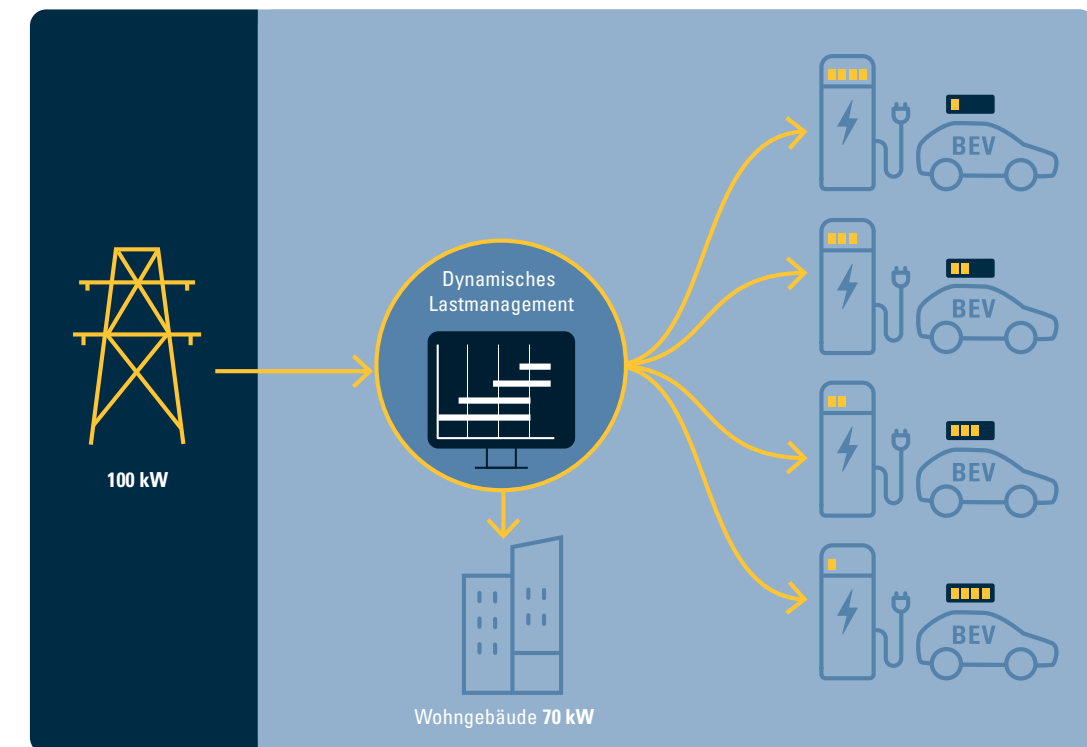 Dynamisches
Lastmanagement
100 kW
Wohngebäude 70 kW
BEV
BEV
BEV
BEV